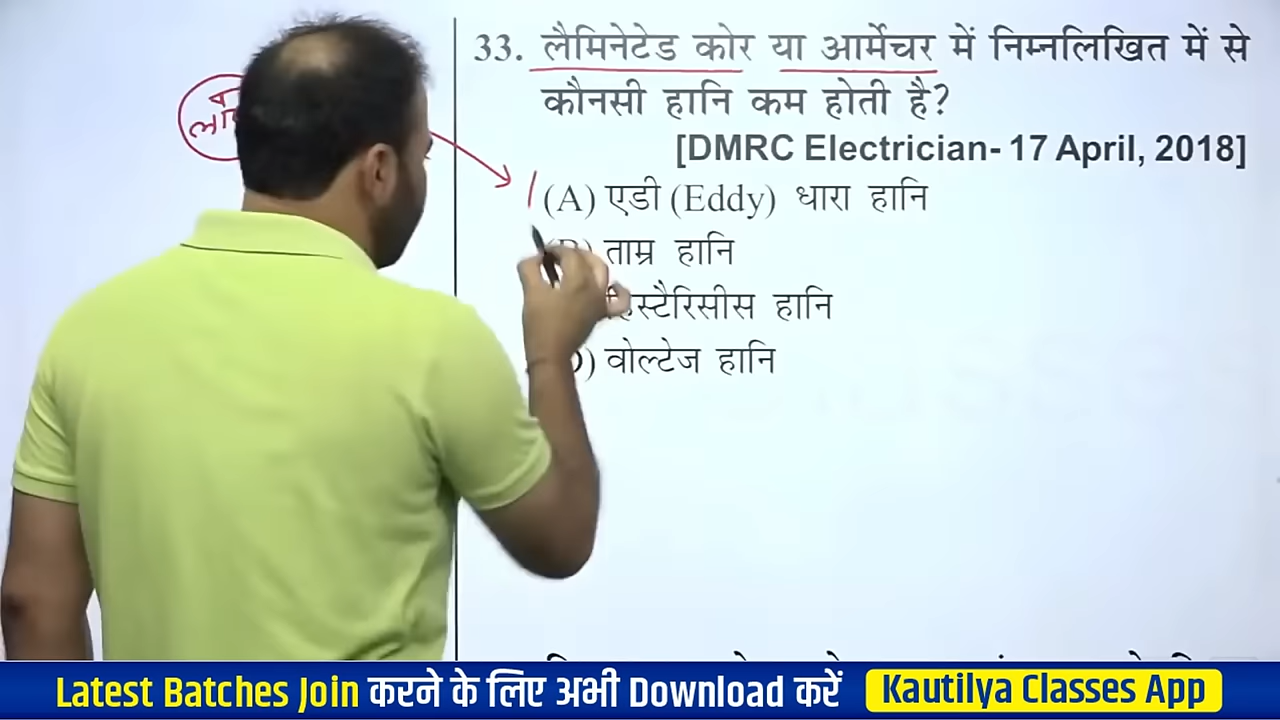 33. लैमिनेटेड कोर या आर्मेचर में निम्नलिखित में से
कौनसी हानि कम होती है?
[DMRC Electrician- 17 April, 2018]
(A) एडी (Eddy) धारा हानि
ताम्र हानि
हिस्टैरिसीस हानि
वोल्टेज हानि
Latest Batches Join करने के लिए अभी Download करें
Kautilya Classes App